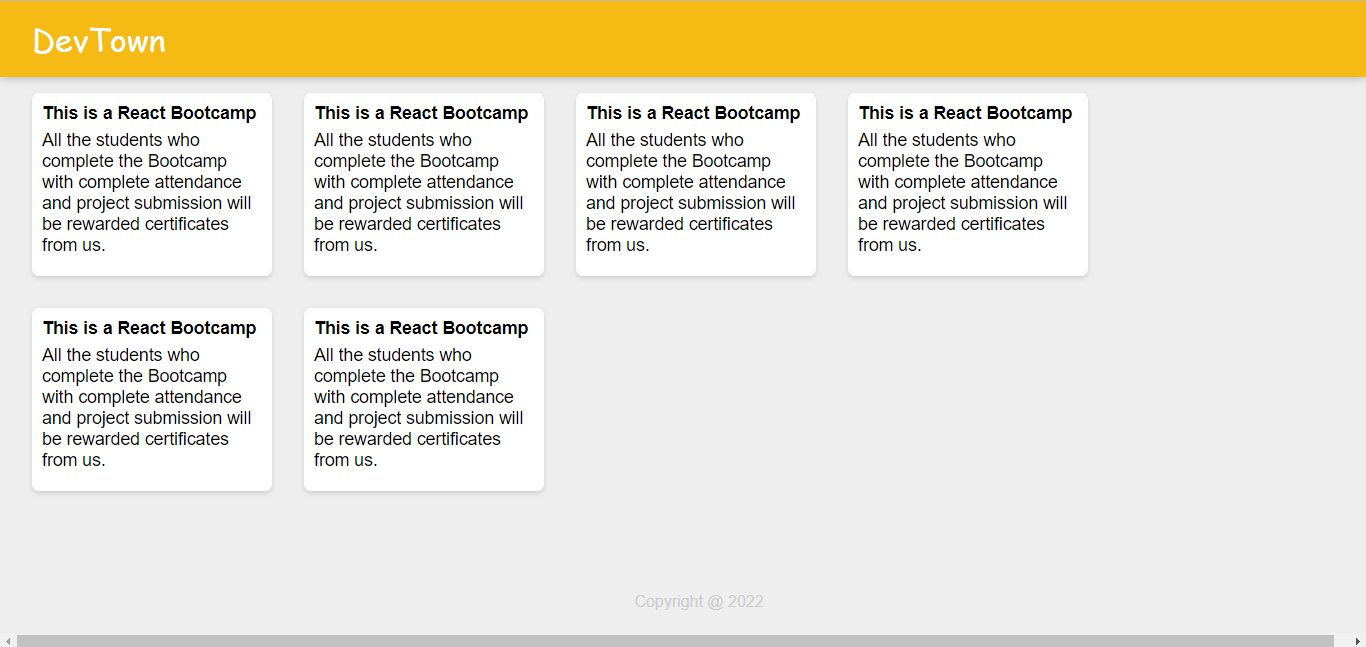 DevTown
This is a React Bootcamp
All the students who
complete the Bootcamp
with complete attendance
and project submission will
be rewarded certificates
from us.
This is a React Bootcamp
All the students who
complete the Bootcamp
with complete attendance
and project submission will
be rewarded certificates
from us.
This is a React Bootcamp
All the students who
complete the Bootcamp
with complete attendance
and project submission will
be rewarded certificates
from us.
This is a React Bootcamp
All the students who
complete the Bootcamp
with complete attendance
and project submission will
be rewarded certificates
from us.
This is a React Bootcamp
All the students who
complete the Bootcamp
with complete attendance
and project submission will
be rewarded certificates
from us.
This is a React Bootcamp
All the students who
complete the Bootcamp
with complete attendance
and project submission will
be rewarded certificates
from us.
Copyright @ 2022